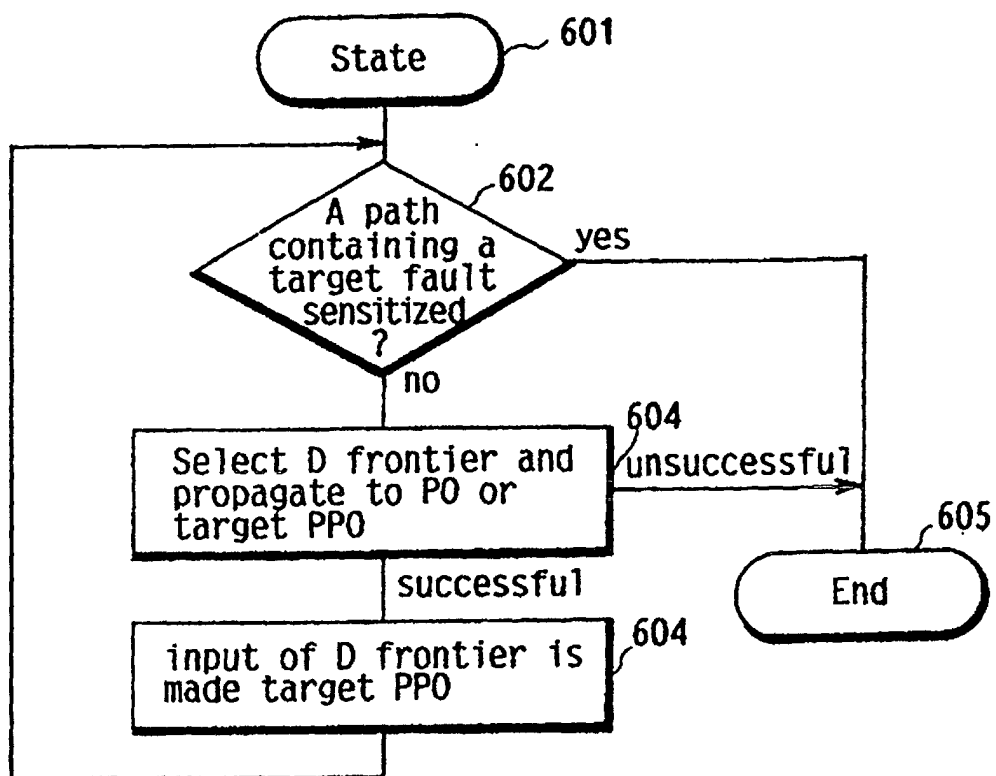 State
601
602
A path
containing a
target fault
sensitized
?
yes
no
604
Select D frontier and
propagate to PO or
target PPO
unsuccessful
605
End
successful
604
input of D frontier is
made target PPO